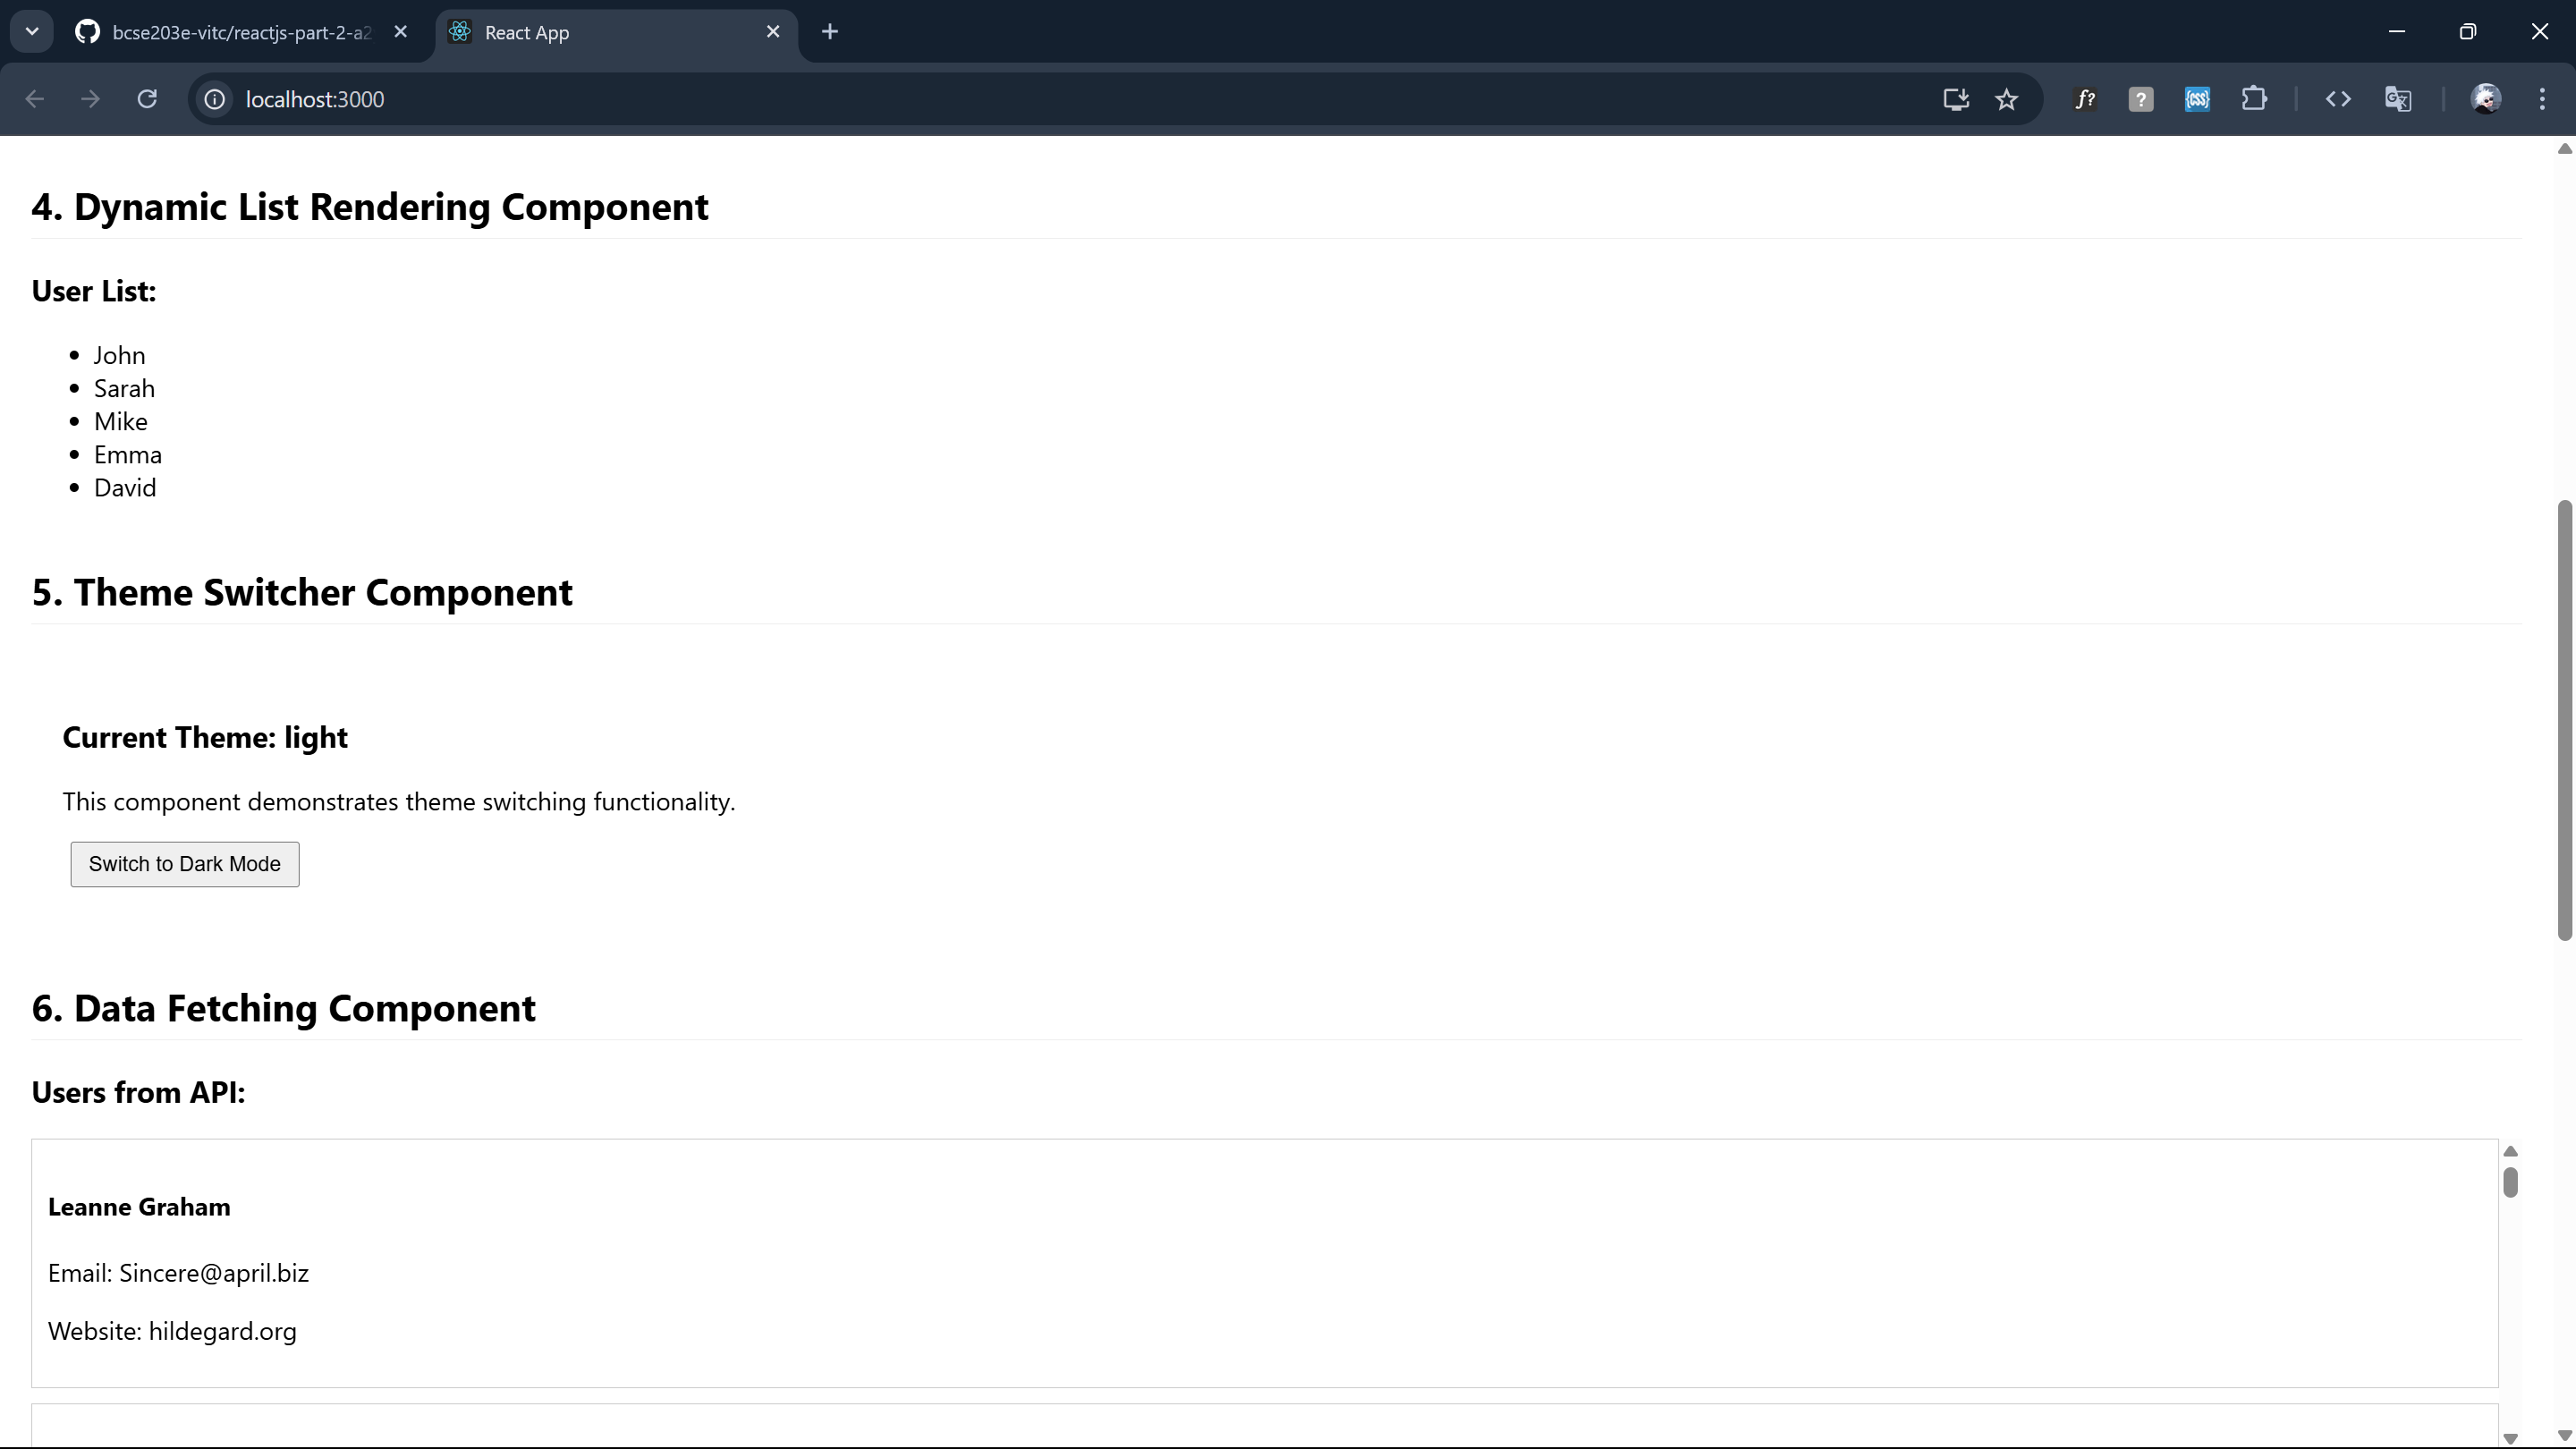 bcse203e-vitc/reactjs-part-2-a2
React App
localhost:3000
f?
?
{CSS}
4. Dynamic List Rendering Component
User List:
John
Sarah
Mike
Emma
David
5. Theme Switcher Component
Current Theme: light
This component demonstrates theme switching functionality.
Switch to Dark Mode
6. Data Fetching Component
Users from API:
Leanne Graham
Email: Sincere@april.biz
Website: hildegard.org